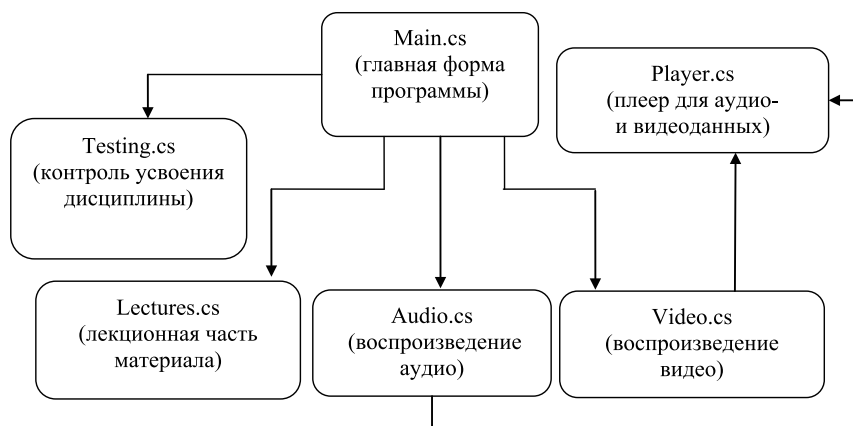 Main.cs
(главная форма
программы)
Player.cs
(плеер для аудио-
и видеоданных)
Testing.cs
(контроль усвоения
дисциплины)
Lectures.cs
(лекционная часть
материала)
Audio.cs
(воспроизведение
аудио)
Video.cs
(воспроизведение
видео)